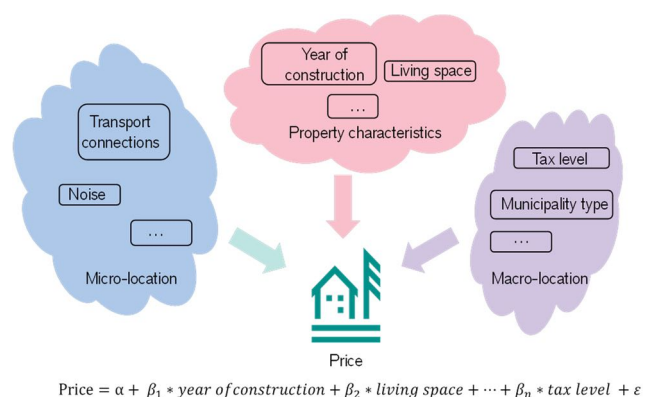 Year of
construction
Living space
...
Property characteristics
Transport
connections
Noise
...
Micro-location
Tax level
Municipality type
...
Macro-location
Price
Price = α + β₁ * year of construction + β₂ * living space + ⋯ + βₙ * tax level + ε